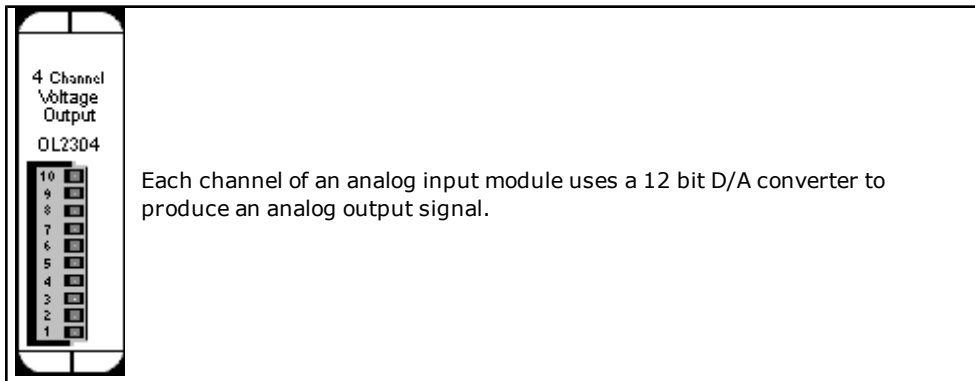 4 Channel
Voltage
Output
OL2304
10
9
8
7
6
5
4
3
2
1
Each channel of an analog input module uses a 12 bit D/A converter to
produce an analog output signal.